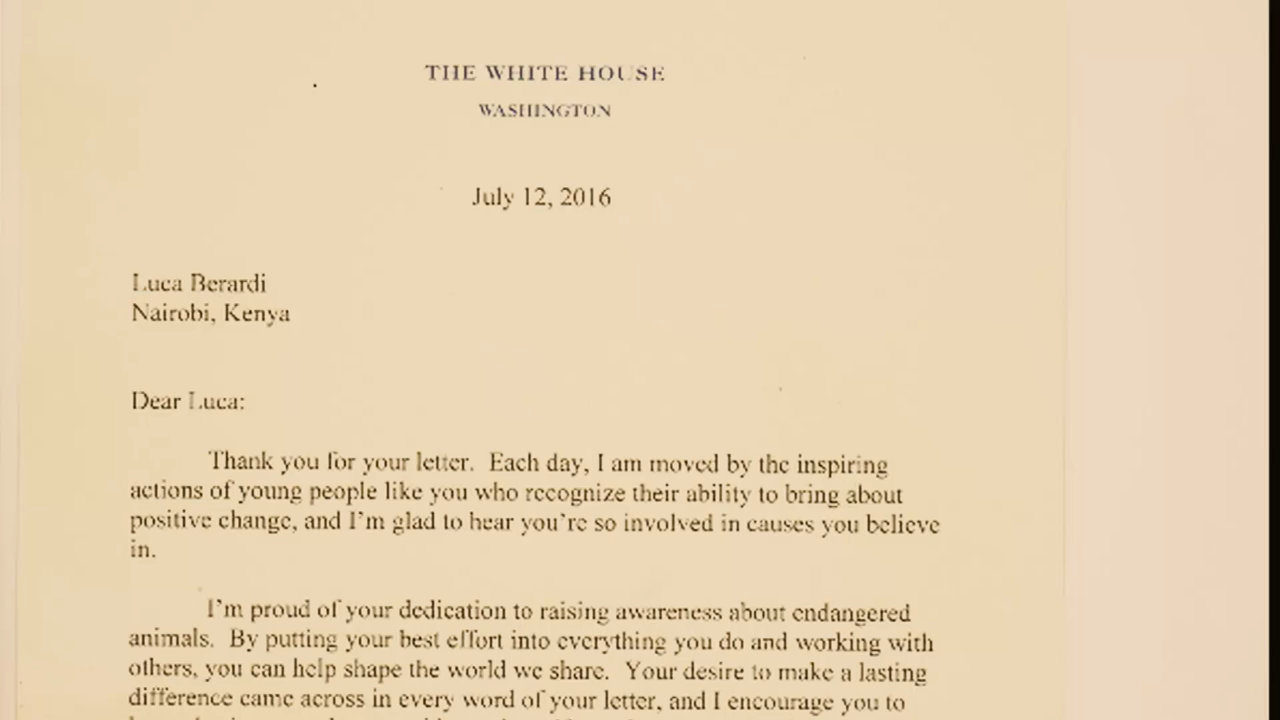 THE WHITE HOUSE
WASHINGTON
July 12, 2016
Luca Berardi
Nairobi, Kenya
Dear Luca:
Thank you for your letter. Each day, I am moved by the inspiring
actions of young people like you who recognize their ability to bring about
positive change, and I'm glad to hear you're so involved in causes you believe
in.
I'm proud of your dedication to raising awareness about endangered
animals. By putting your best effort into everything you do and working with
others, you can help shape the world we share. Your desire to make a lasting
difference came across in every word of your letter, and I encourage you to